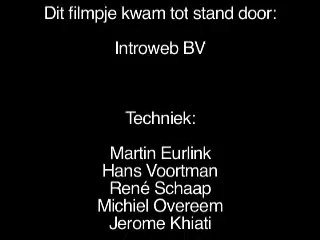 Dit filmpje kwam tot stand door:
Introweb BV
Techniek:
Martin Eurlink
Hans Voortman
René Schaap
Michiel Overeem
Jerome Khiati